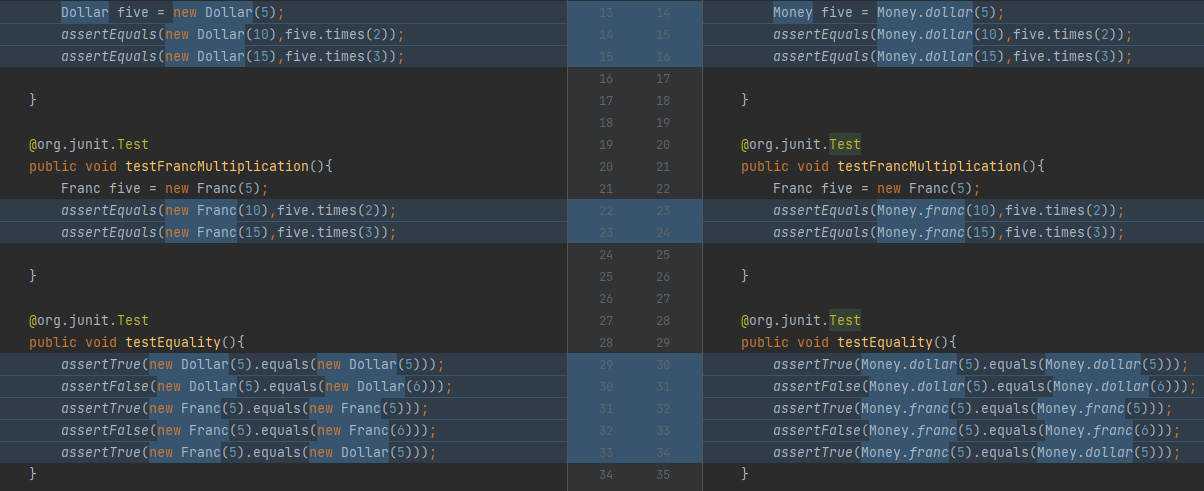 Dollar five = new Dollar(5);
assertEquals(new Dollar(10),five.times(2));
assertEquals(new Dollar(15),five.times(3));
}
@org.junit.Test
public void testFrancMultiplication(){
Franc five = new Franc(5);
assertEquals(new Franc(10),five.times(2));
assertEquals(new Franc(15),five.times(3));
}
@org.junit.Test
public void testEquality(){
assertTrue(new Dollar(5).equals(new Dollar(5)));
assertFalse(new Dollar(5).equals(new Dollar(6)));
assertTrue(new Franc(5).equals(new Franc(5)));
assertFalse(new Franc(5).equals(new Franc(6)));
assertTrue(new Franc(5).equals(new Dollar(5)));
}
13 14
14 15
15 16
16 17
17 18
18 19
19 20
20 21
21 22
22 23
23 24
24 25
25 26
26 27
27 28
28 29
29 30
30 31
31 32
32 33
33 34
34 35
Money five = Money.dollar(5);
assertEquals(Money.dollar(10),five.times(2));
assertEquals(Money.dollar(15),five.times(3));
}
@org.junit.Test
public void testFrancMultiplication(){
Franc five = new Franc(5);
assertEquals(Money.franc(10),five.times(2));
assertEquals(Money.franc(15),five.times(3));
}
@org.junit.Test
public void testEquality(){
assertTrue(Money.dollar(5).equals(Money.dollar(5)));
assertFalse(Money.dollar(5).equals(Money.dollar(6)));
assertTrue(Money.franc(5).equals(Money.franc(5)));
assertFalse(Money.franc(5).equals(Money.franc(6)));
assertTrue(Money.franc(5).equals(Money.dollar(5)));
}